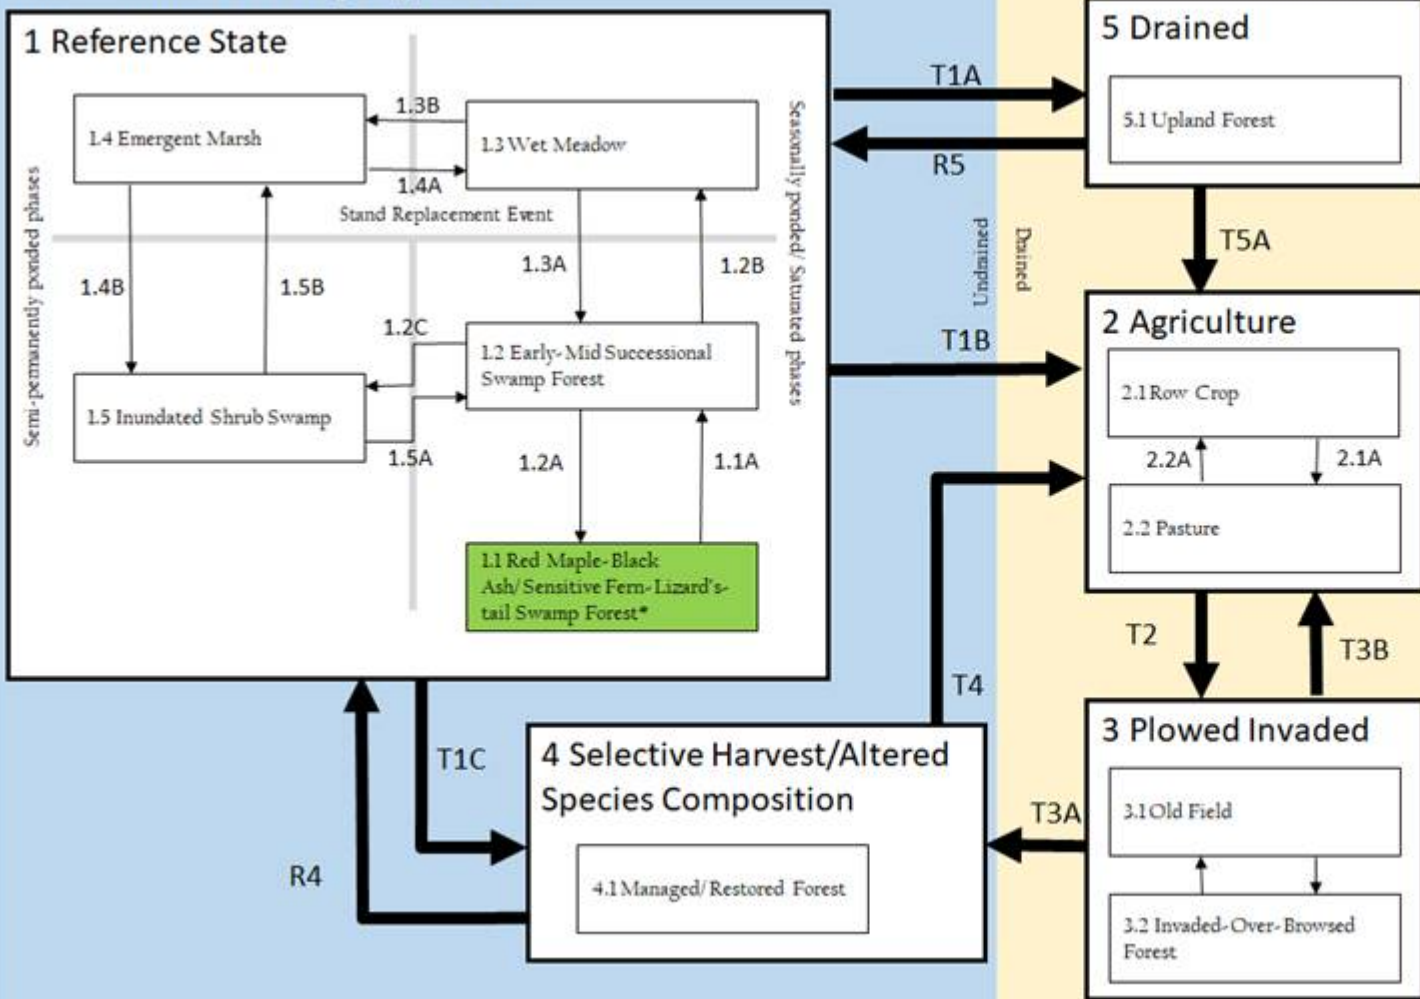 1 Reference State
1.4 Emergent Marsh
1.3B
1.4A
1.3 Wet Meadow
Stand Replacement Event
Semi-permanently ponded phases
Seasonally ponded/ Saturated phases
1.4B
1.5B
1.3A
1.2B
1.2C
1.2 Early-Mid Successional
Swamp Forest
1.5 Inundated Shrub Swamp
1.5A
1.2A
1.1A
1.1 Red Maple-Black
Ash/Sensitive Fern-Lizard's-
tail Swamp Forest*
T1A
R5
Undrained
Drained
T1B
5 Drained
5.1 Upland Forest
T5A
2 Agriculture
2.1 Row Crop
2.2A
2.1A
2.2 Pasture
T2
T3B
T4
3 Plowed Invaded
3.1 Old Field
3.2 Invaded-Over-Browsed
Forest
T3A
T1C
R4
4 Selective Harvest/Altered
Species Composition
4.1 Managed/Restored Forest